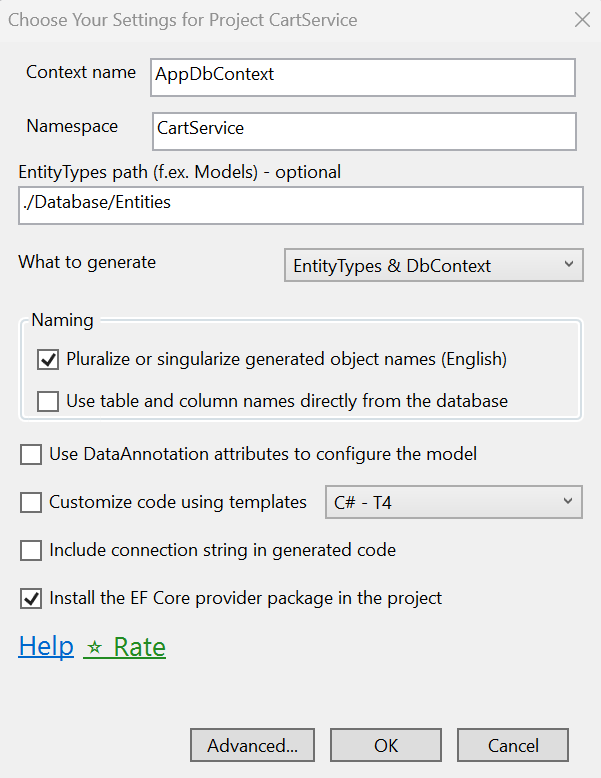 Choose Your Settings for Project CartService
Context name AppDbContext
Namespace CartService
EntityTypes path (f.ex. Models) - optional
./Database/Entities
What to generate EntityTypes & DbContext
Naming
Pluralize or singularize generated object names (English)
Use table and column names directly from the database
Use DataAnnotation attributes to configure the model
Customize code using templates C# - T4
Include connection string in generated code
Install the EF Core provider package in the project
Help ☆ Rate
Advanced... OK Cancel